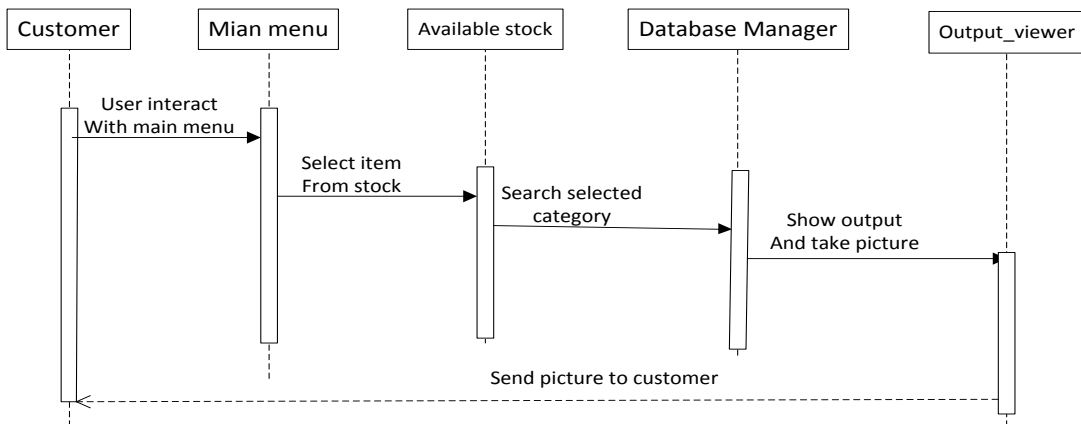 Customer
Mian menu
Available stock
Database Manager
Output_viewer
User interact
With main menu
Select item
From stock
Search selected
category
Show output
And take picture
Send picture to customer